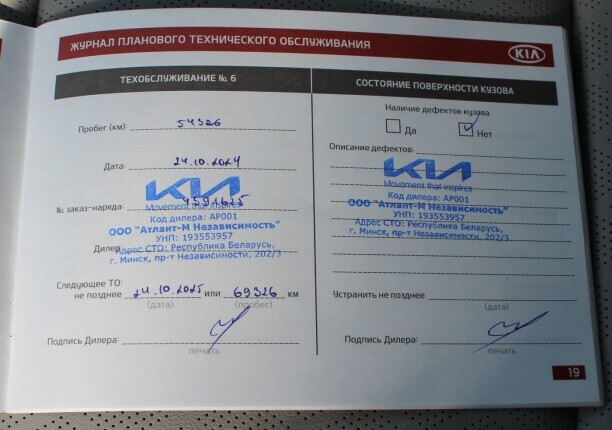 ЖУРНАЛ ПЛАНОВОГО ТЕХНИЧЕСКОГО ОБСЛУЖИВАНИЯ
KIA
ТЕХОБСЛУЖИВАНИЕ № 6
Пробег (км): 54326
Дата: 24.10.2024
KIA
Movement that inspires
№ заказ-наряда:
Код дилера: AP001
ООО "Атлант-М Независимость"
УНП: 193553957
Дилер
Адрес СТО: Республика Беларусь,
г. Минск, пр-т Независимости, 202/3
Следующее ТО:
не позднее 24.10.2025 или 69326 км
(дата) (пробег)
Подпись Дилера:
печать
СОСТОЯНИЕ ПОВЕРХНОСТИ КУЗОВА
Наличие дефектов кузова
Да Нет
Описание дефектов:
KIA
Movement that inspires
Код дилера: AP001
ООО "Атлант-М Независимость"
УНП: 193553957
Адрес СТО: Республика Беларусь,
г. Минск, пр-т Независимости, 202/3
Устранить не позднее
(дата)
Подпись Дилера:
печать
19